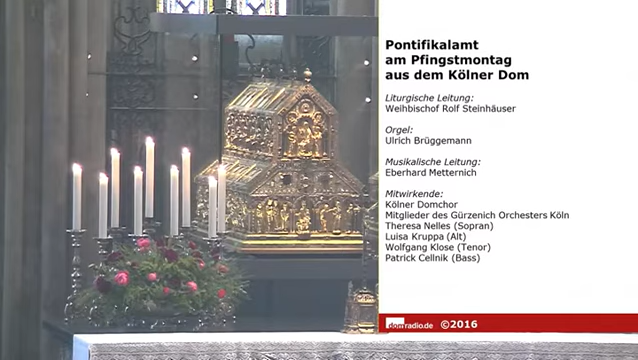 Pontifikalamt
am Pfingstmontag
aus dem Kölner Dom
Liturgische Leitung:
Weihbischof Rolf Steinhäuser
Orgel:
Ulrich Brüggemann
Musikalische Leitung:
Eberhard Metternich
Mitwirkende:
Kölner Domchor
Mitglieder des Gürzenich Orchesters Köln
Theresa Nelles (Sopran)
Luisa Kruppa (Alt)
Wolfgang Klose (Tenor)
Patrick Cellnik (Bass)
domradio.de ©2016